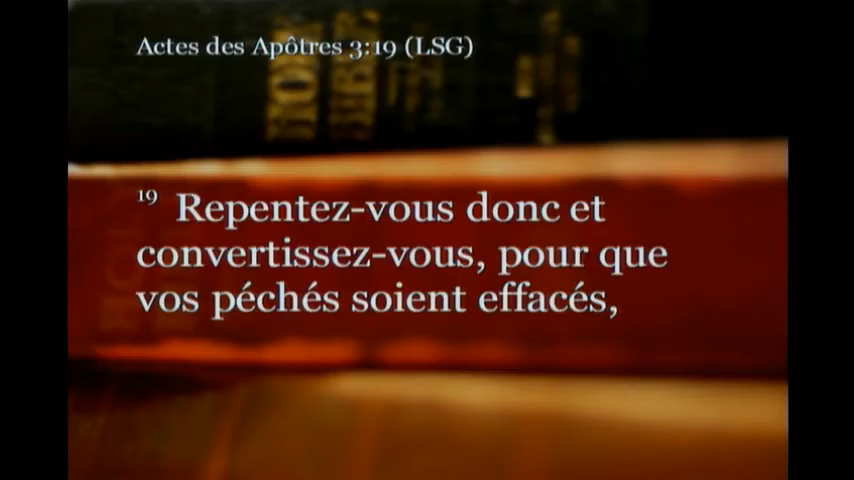 Actes des Apôtres 3:19 (LSG)
19 Repentez-vous donc et
convertissez-vous, pour que
vos péchés soient effacés,